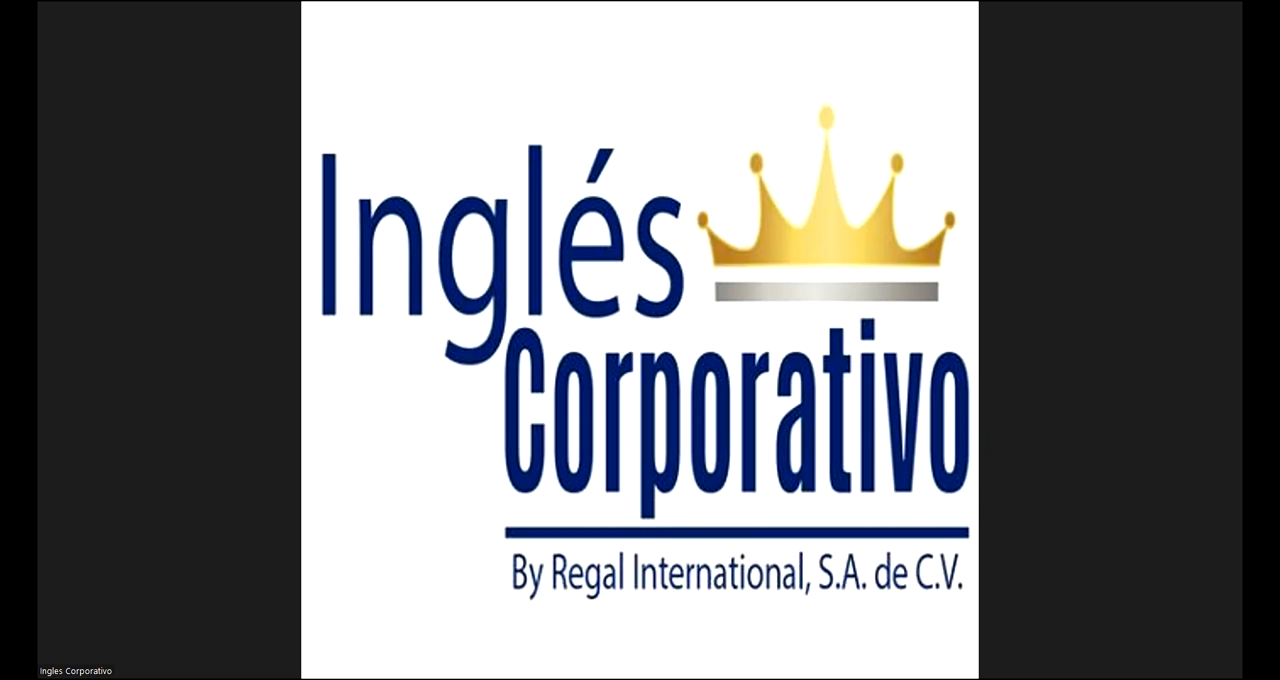 Inglés
Corporativo
By Regal International, S.A. de C.V.
Ingles Corporativo